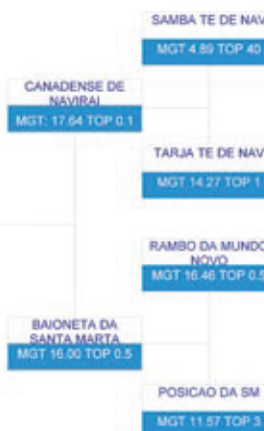 SAMBA TE DE NAV
MGT 4.89 TOP 40
CANADENSE DE
NAVIRAI
MGT: 17.64 TOP 0.1
TARJA TE DE NAV
MGT 14.27 TOP 1
RAMBO DA MUNDO
NOVO
MGT 16.46 TOP 0.5
BAIONETA DA
SANTA MARTA
MGT 16.00 TOP 0.5
POSICAO DA SM
MGT 11.57 TOP 3